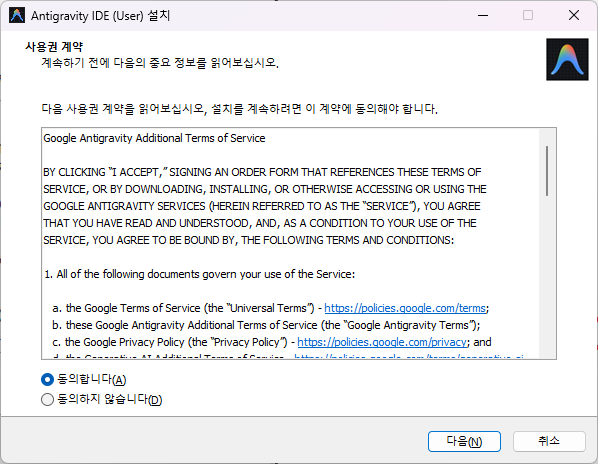 Antigravity IDE (User) 설치
사용권 계약
계속하기 전에 다음의 중요 정보를 읽어보십시오.
다음 사용권 계약을 읽어보십시오, 설치를 계속하려면 이 계약에 동의해야 합니다.
Google Antigravity Additional Terms of Service
BY CLICKING “I ACCEPT,” SIGNING AN ORDER FORM THAT REFERENCES THESE TERMS OF
SERVICE, OR BY DOWNLOADING, INSTALLING, OR OTHERWISE ACCESSING OR USING THE
GOOGLE ANTIGRAVITY SERVICES (HEREIN REFERRED TO AS THE “SERVICE”), YOU AGREE
THAT YOU HAVE READ AND UNDERSTOOD, AND, AS A CONDITION TO YOUR USE OF THE
SERVICE, YOU AGREE TO BE BOUND BY, THE FOLLOWING TERMS AND CONDITIONS:
1. All of the following documents govern your use of the Service:
a. the Google Terms of Service (the “Universal Terms”) - https://policies.google.com/terms;
b. these Google Antigravity Additional Terms of Service (the “Google Antigravity Terms”);
c. the Google Privacy Policy (the “Privacy Policy”) - https://policies.google.com/privacy; and
d. the Generative AI Additional Terms of Service - https://policies.google.com/terms/generative-ai
동의합니다(A)
동의하지 않습니다(D)
다음(N)
취소